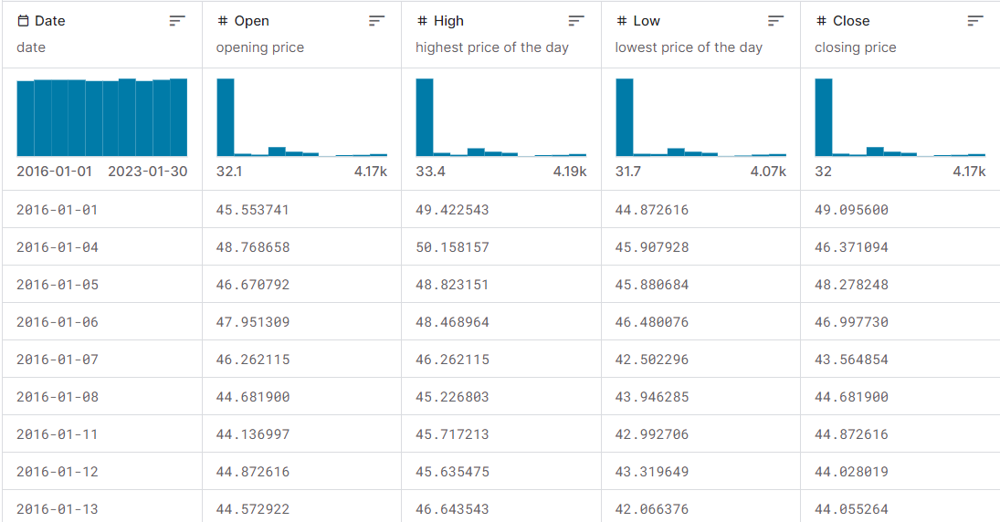 Date # Open # High # Low # Close
date opening price highest price of the day lowest price of the day closing price
2016-01-01 2023-01-30 32.1 4.17k 33.4 4.19k 31.7 4.07k 32 4.17k
2016-01-01 45.553741 49.422543 44.872616 49.095600
2016-01-04 48.768658 50.158157 45.907928 46.371094
2016-01-05 46.670792 48.823151 45.880684 48.278248
2016-01-06 47.951309 48.468964 46.480076 46.997730
2016-01-07 46.262115 46.262115 42.502296 43.564854
2016-01-08 44.681900 45.226803 43.946285 44.681900
2016-01-11 44.136997 45.717213 42.992706 44.872616
2016-01-12 44.872616 45.635475 43.319649 44.028019
2016-01-13 44.572922 46.643543 42.066376 44.055264